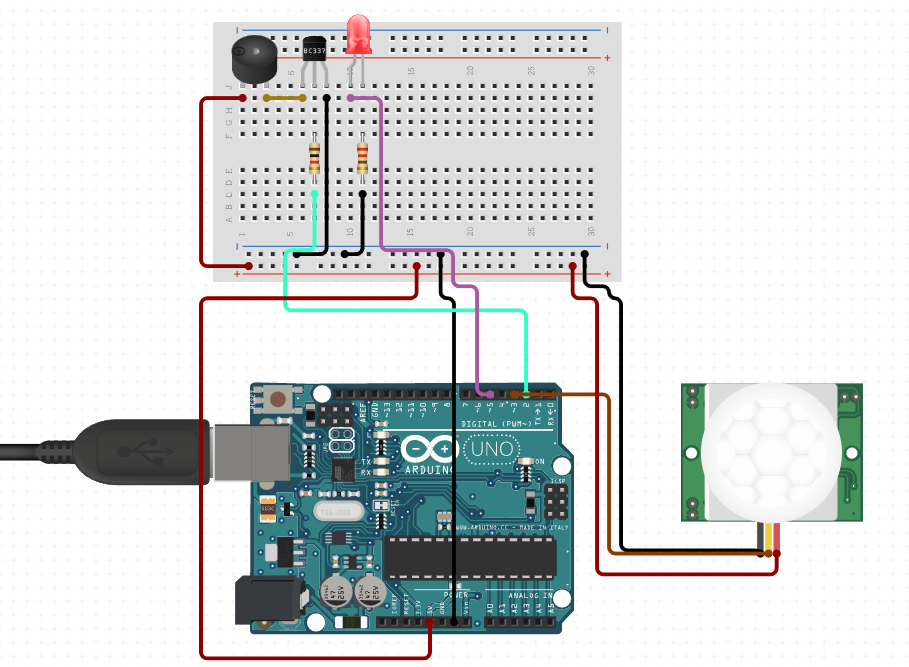 BC337
5
10
15
20
25
30
J
H
G
F
E
D
C
B
A
1
5
10
15
20
25
30
AREF
GND
~13
12
~11
~10
~9
8
7
~6
~5
4
~3
2
TX→1
RX←0
DIGITAL (PWM~)
TX
RX
ARDUINO
UNO
ON
ICSP
T16.000
WWW.ARDUINO.CC - MADE IN ITALY
47
25V
47
25V
POWER
ANALOG IN
IOREF
RESET
3.3V
5V
GND
Vin
A0
A1
A2
A3
A4
A5